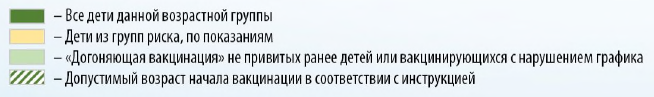 – Все дети данной возрастной группы
– Дети из групп риска, по показаниям
– «Догоняющая вакцинация» не привитых ранее детей или вакцинирующихся с нарушением графика
– Допустимый возраст начала вакцинации в соответствии с инструкцией